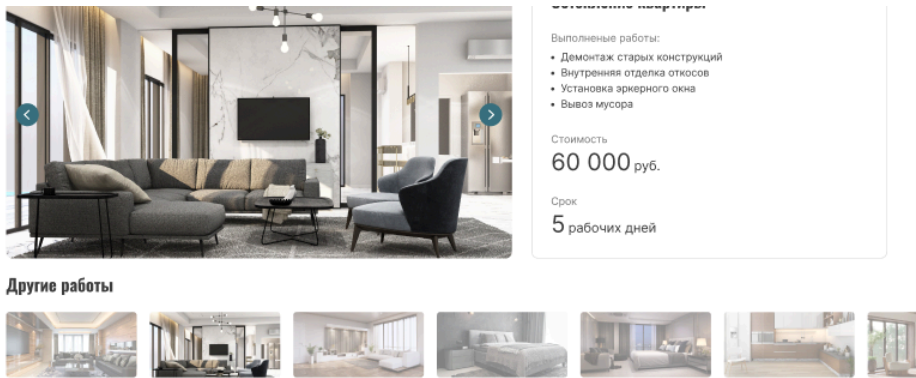 Выполненые работы:
• Демонтаж старых конструкций
• Внутренняя отделка откосов
• Установка эркерного окна
• Вывоз мусора
Стоимость
60 000 руб.
Срок
5 рабочих дней
Другие работы